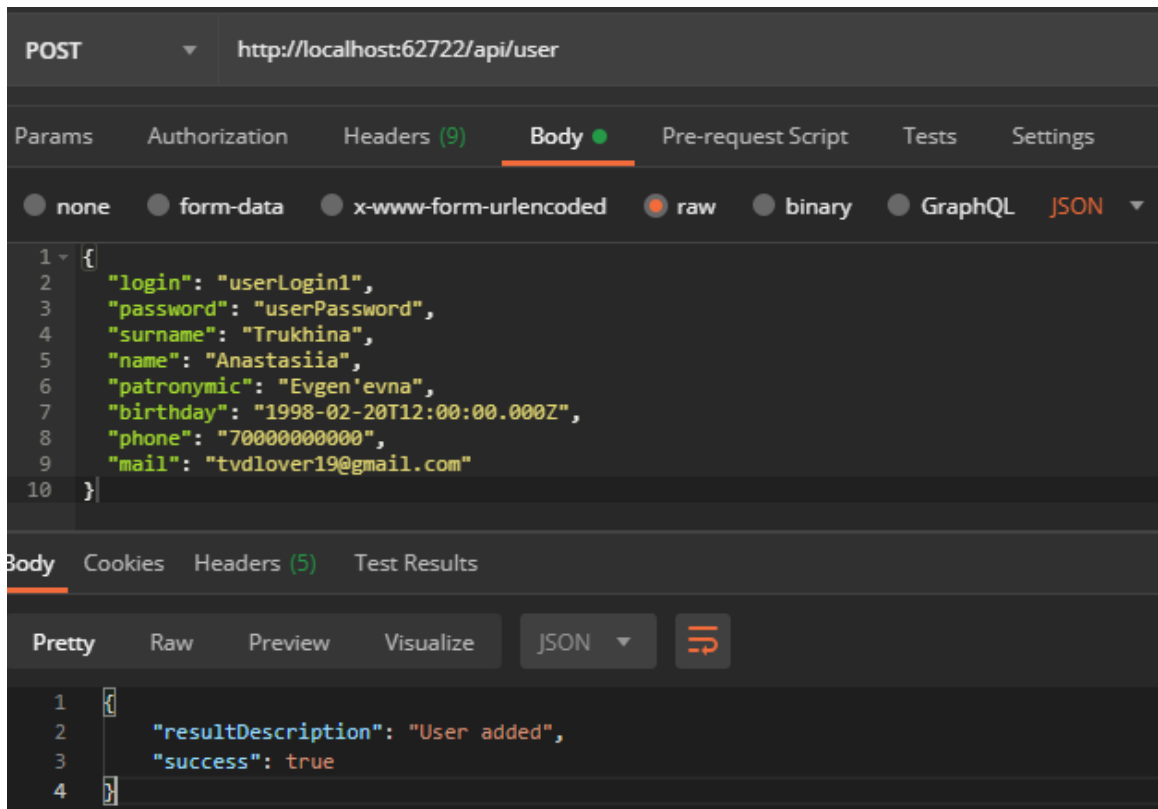 POST http://localhost:62722/api/user
Params Authorization Headers (9) Body Pre-request Script Tests Settings
none form-data x-www-form-urlencoded raw binary GraphQL JSON
1 {
2 "login": "userLogin1",
3 "password": "userPassword",
4 "surname": "Trukhina",
5 "name": "Anastasiia",
6 "patronymic": "Evgen'evna",
7 "birthday": "1998-02-20T12:00:00.000Z",
8 "phone": "70000000000",
9 "mail": "tvdlover19@gmail.com"
10 }
Body Cookies Headers (5) Test Results
Pretty Raw Preview Visualize JSON
1 {
2 "resultDescription": "User added",
3 "success": true
4 }